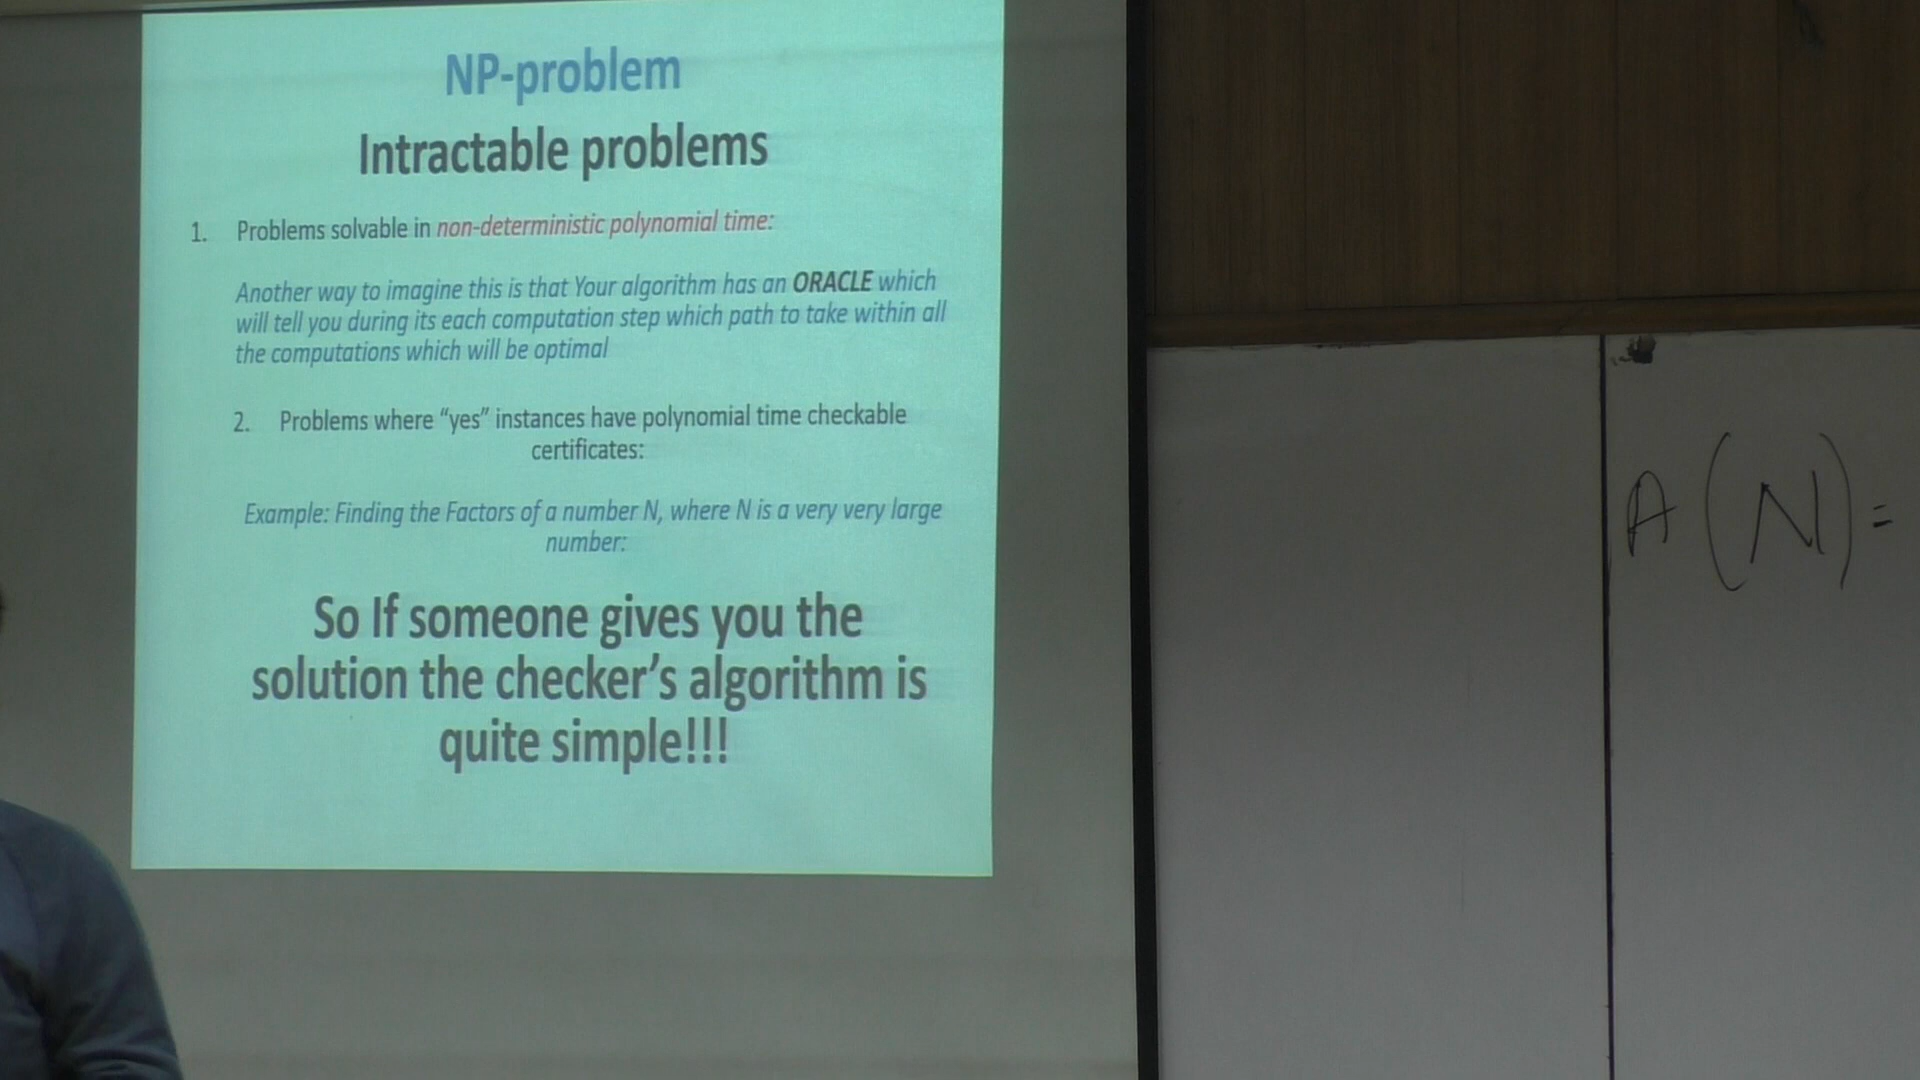 NP-problem
Intractable problems
1. Problems solvable in non-deterministic polynomial time:
Another way to imagine this is that Your algorithm has an ORACLE which
will tell you during its each computation step which path to take within all
the computations which will be optimal
2. Problems where “yes” instances have polynomial time checkable
certificates:
Example: Finding the Factors of a number N, where N is a very very large
number:
So If someone gives you the
solution the checker’s algorithm is
quite simple!!!
A (N) =